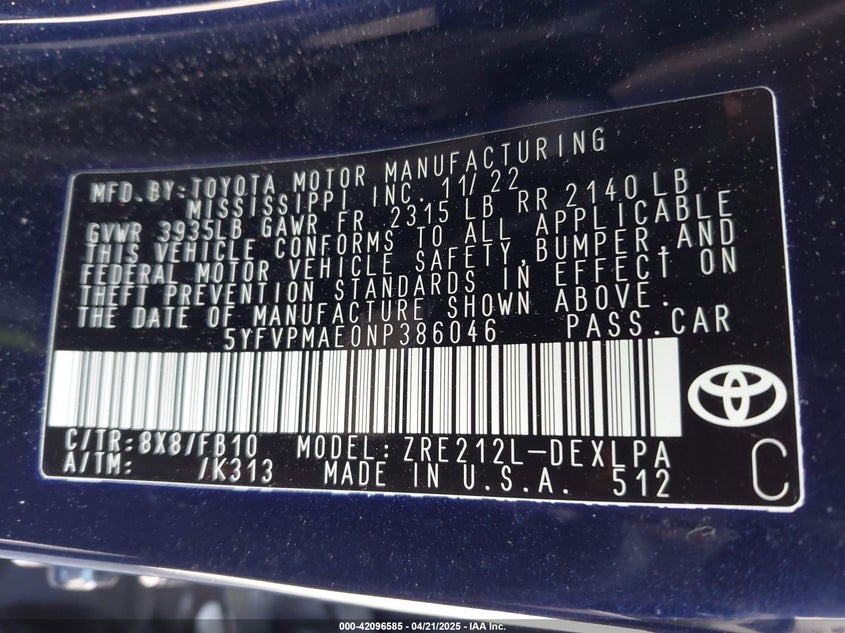 MFD.BY:TOYOTA MOTOR MANUFACTURING
MISSISSIPPI INC. 11/22
GVWR 3935LB GAWR FR 2315 LB RR 2140 LB
THIS VEHICLE CONFORMS TO ALL APPLICABLE
FEDERAL MOTOR VEHICLE SAFETY,BUMPER,AND
THEFT PREVENTION STANDARDS IN EFFECT ON
THE DATE OF MANUFACTURE SHOWN ABOVE.
5YFVPMAE0NP386046 PASS.CAR
C/TR:8X8/FB10 MODEL:ZRE212L-DEXLPA
A/TM: /K313 MADE IN U.S.A. 512
C
000-42096585 - 04/21/2025 - IAA Inc.